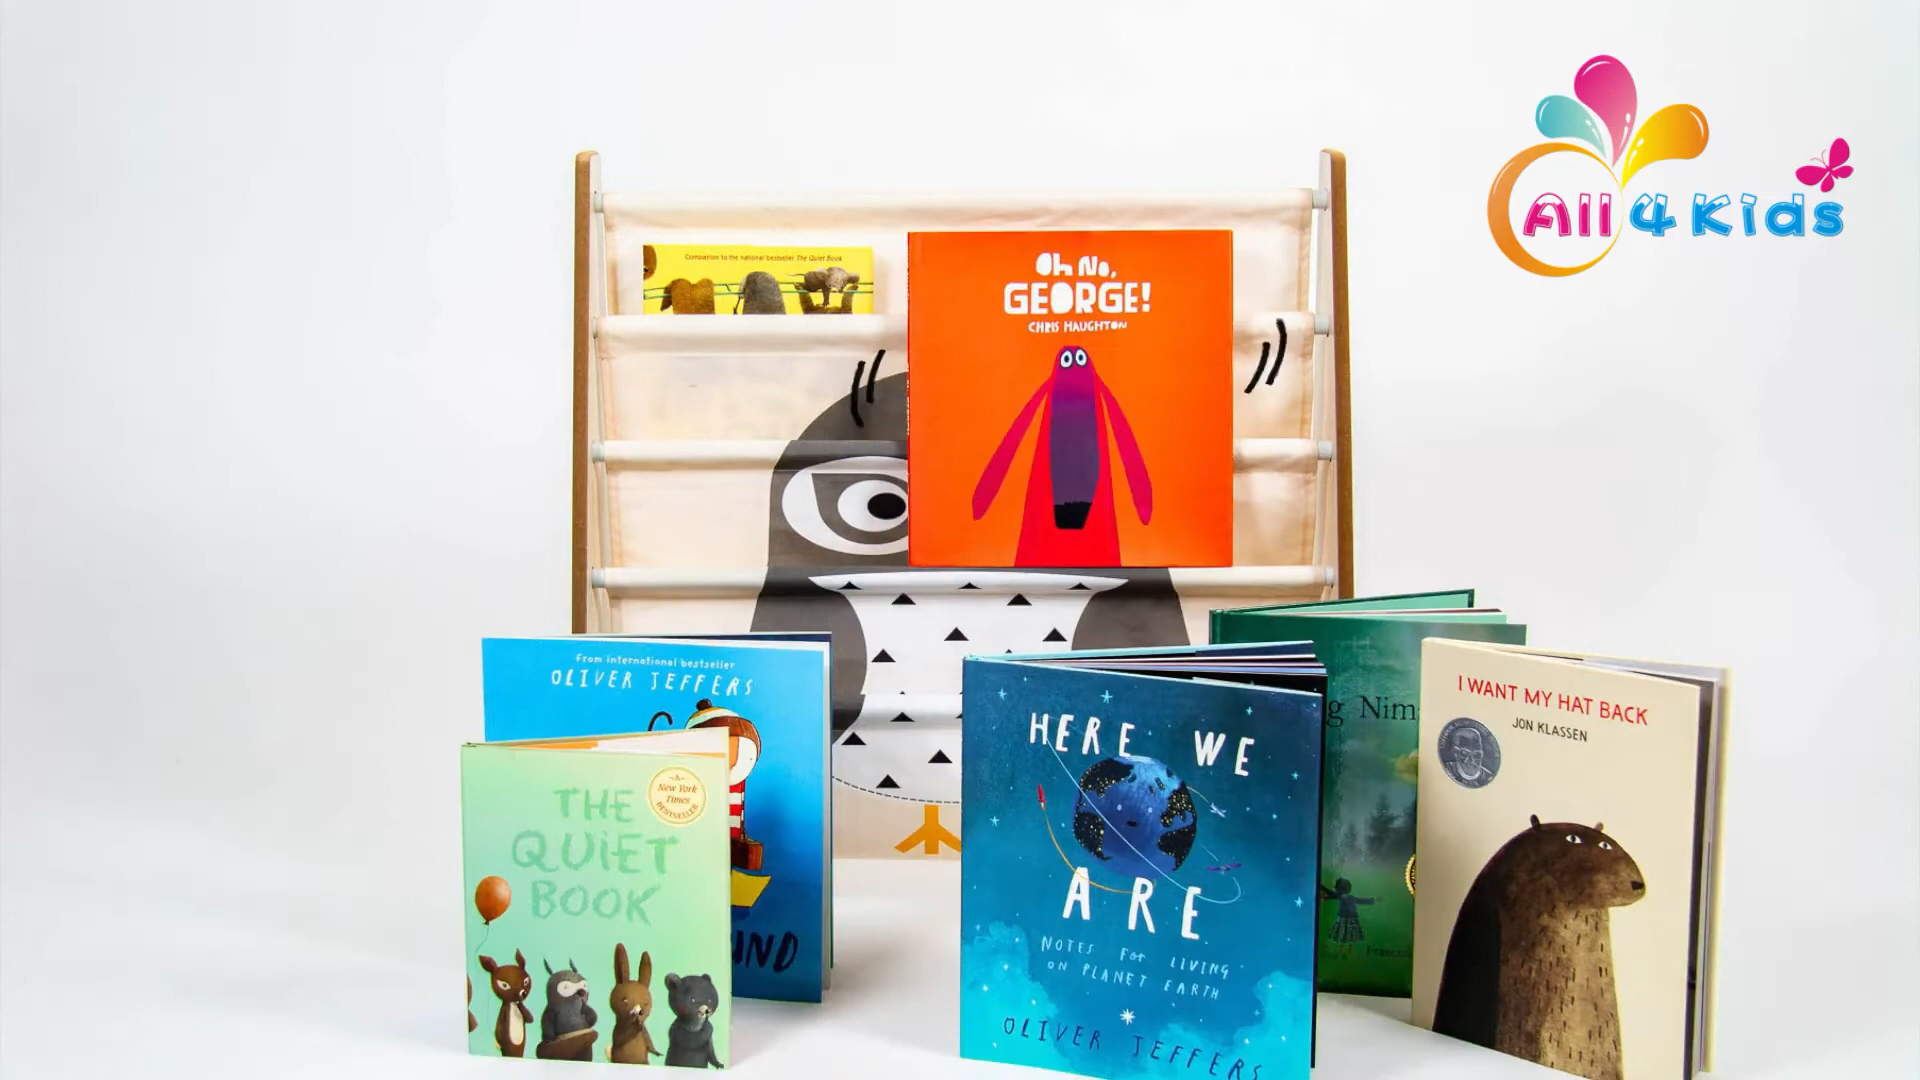 All 4 Kids
Companion to the national bestseller The Quiet Book
Oh No,
GEORGE!
CHRIS HAUGHTON
From international bestseller
OLIVER JEFFERS
THE
QUIET
BOOK
-A-
New York
Times
BESTSELLER
HERE WE
ARE
NOTES FOR LIVING
ON PLANET EARTH
OLIVER JEFFERS
I WANT MY HAT BACK
JON KLASSEN